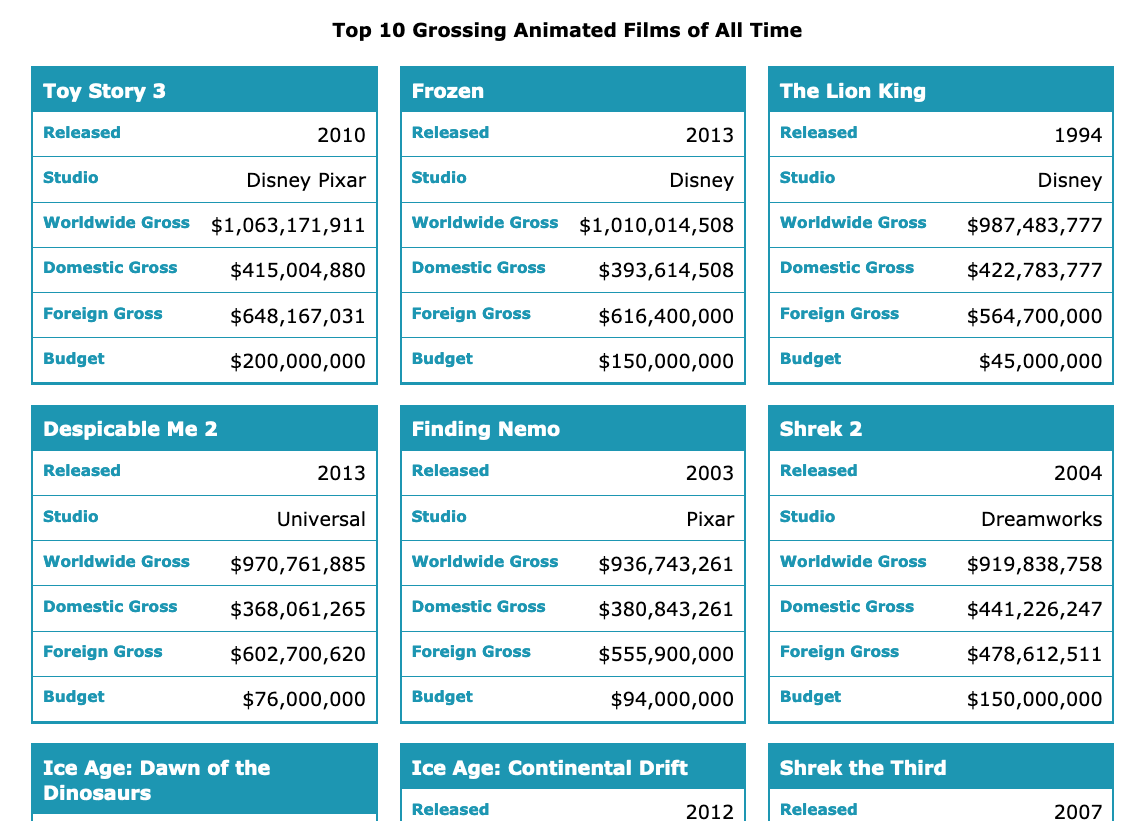 Top 10 Grossing Animated Films of All Time
Toy Story 3
Released 2010
Studio Disney Pixar
Worldwide Gross $1,063,171,911
Domestic Gross $415,004,880
Foreign Gross $648,167,031
Budget $200,000,000
Frozen
Released 2013
Studio Disney
Worldwide Gross $1,010,014,508
Domestic Gross $393,614,508
Foreign Gross $616,400,000
Budget $150,000,000
The Lion King
Released 1994
Studio Disney
Worldwide Gross $987,483,777
Domestic Gross $422,783,777
Foreign Gross $564,700,000
Budget $45,000,000
Despicable Me 2
Released 2013
Studio Universal
Worldwide Gross $970,761,885
Domestic Gross $368,061,265
Foreign Gross $602,700,620
Budget $76,000,000
Finding Nemo
Released 2003
Studio Pixar
Worldwide Gross $936,743,261
Domestic Gross $380,843,261
Foreign Gross $555,900,000
Budget $94,000,000
Shrek 2
Released 2004
Studio Dreamworks
Worldwide Gross $919,838,758
Domestic Gross $441,226,247
Foreign Gross $478,612,511
Budget $150,000,000
Ice Age: Dawn of the
Dinosaurs
Ice Age: Continental Drift
Released 2012
Shrek the Third
Released 2007